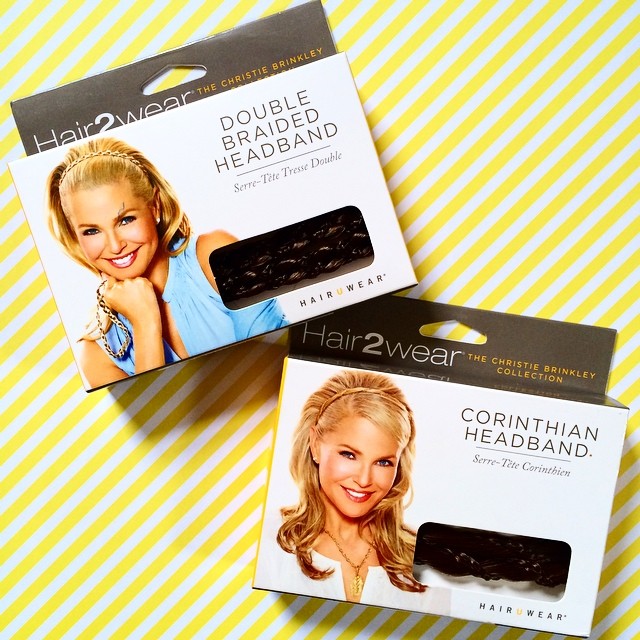 Hair2wear® THE CHRISTIE BRINKLEY
DOUBLE
BRAIDED
HEADBAND
Serre-Tête Tresse Double
HAIRUWEAR®
Hair2wear® THE CHRISTIE BRINKLEY
COLLECTION
CORINTHIAN
HEADBAND®
Serre-Tête Corinthien
HAIRUWEAR®